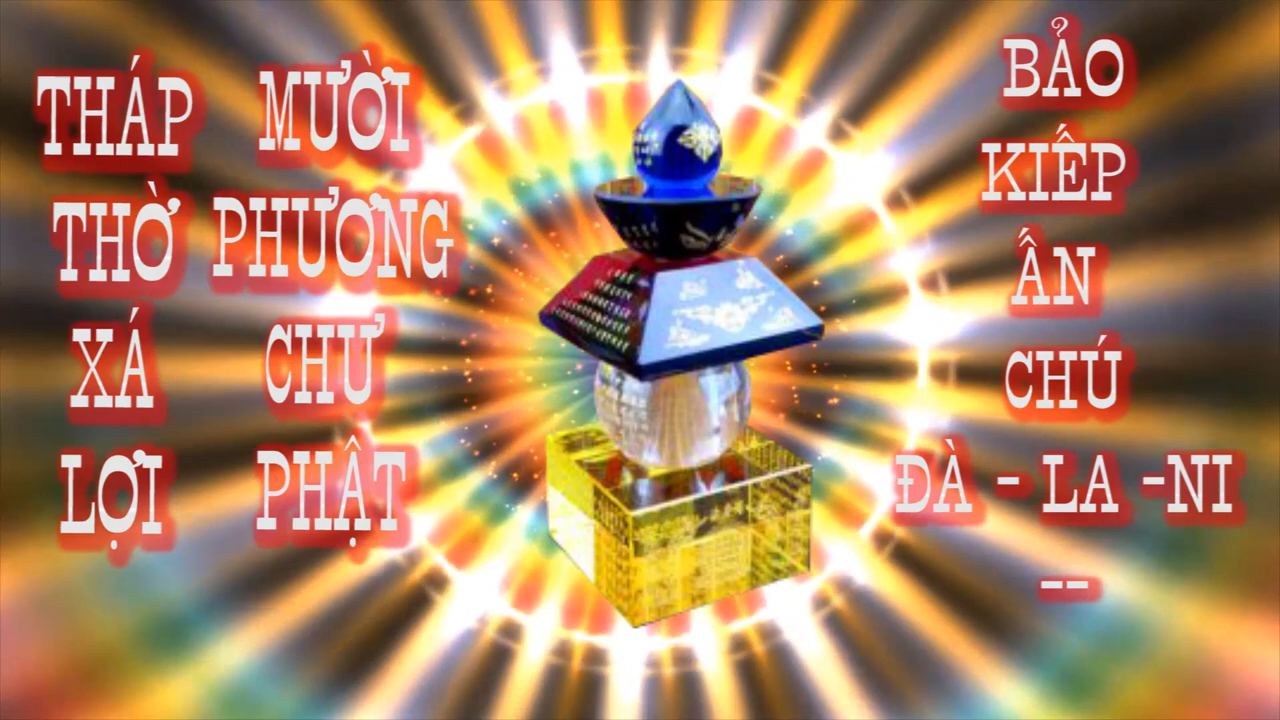 THÁP MƯỜI
THỜ PHƯƠNG
XÁ CHƯ
LỢI PHẬT
BẢO
KIẾP
ẤN
CHÚ
ĐÀ - LA -NI
--